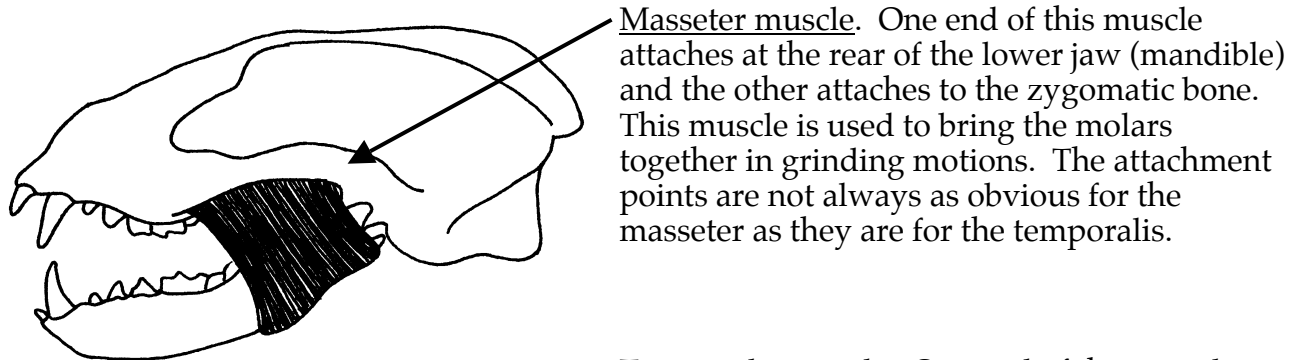 Masseter muscle. One end of this muscle
attaches at the rear of the lower jaw (mandible)
and the other attaches to the zygomatic bone.
This muscle is used to bring the molars
together in grinding motions. The attachment
points are not always as obvious for the
masseter as they are for the temporalis.